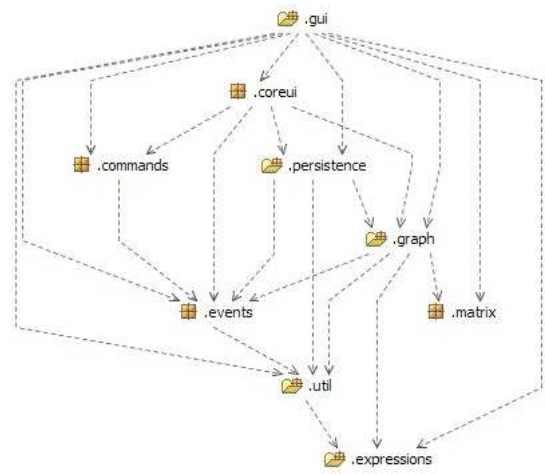 .gui
.coreui
.commands
.persistence
.graph
.events
.matrix
.util
.expressions